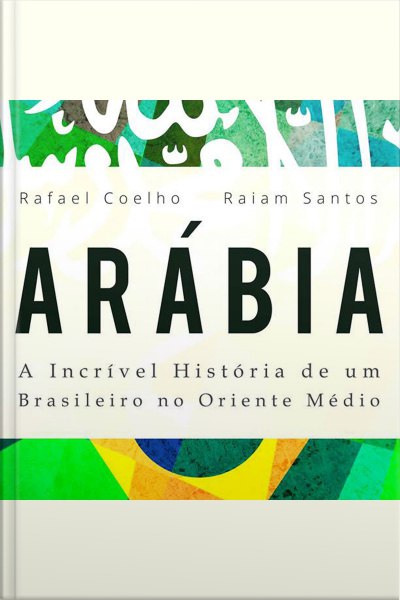 Rafael Coelho Raiam Santos
ARÁBIA
A Incrível História de um
Brasileiro no Oriente Médio